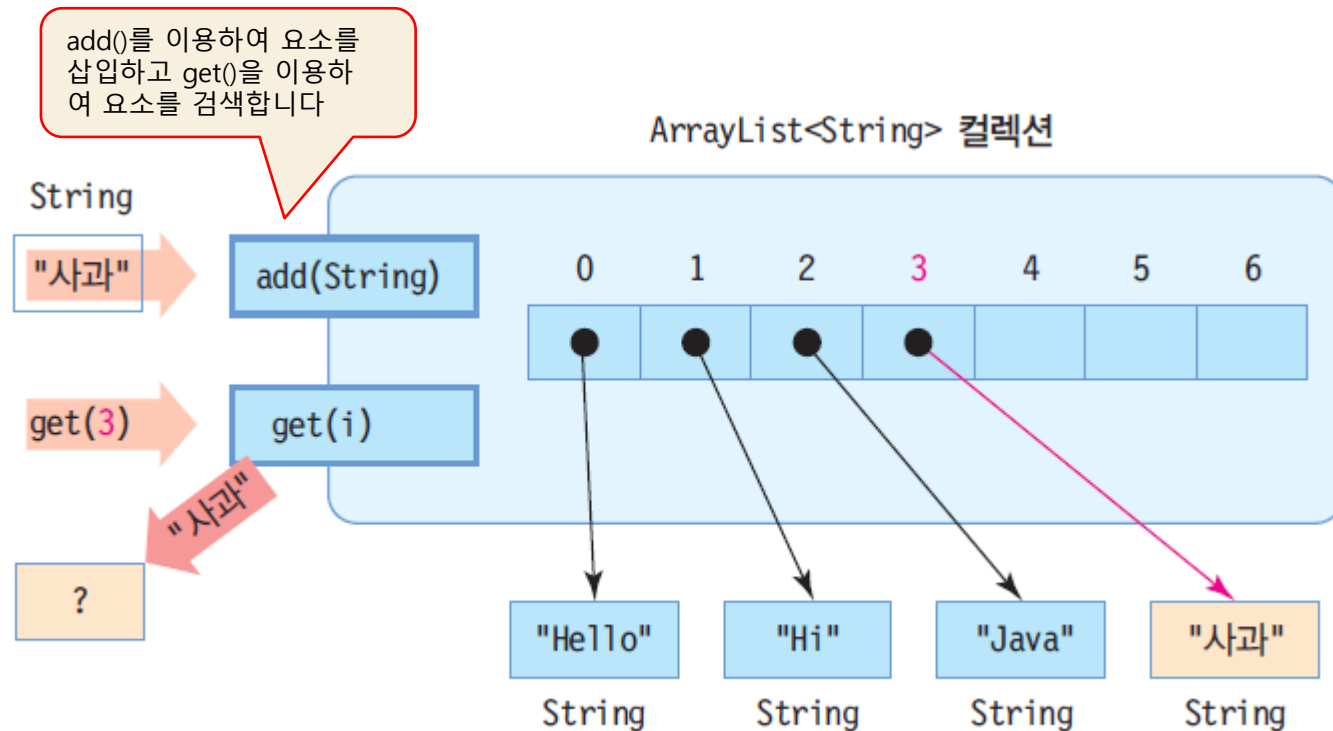 add()를 이용하여 요소를
삽입하고 get()을 이용하
여 요소를 검색합니다
ArrayList<String> 컬렉션
String
"사과"
add(String)
0 1 2 3 4 5 6
get(3)
get(i)
"사과"
?
"Hello" "Hi" "Java" "사과"
String String String String